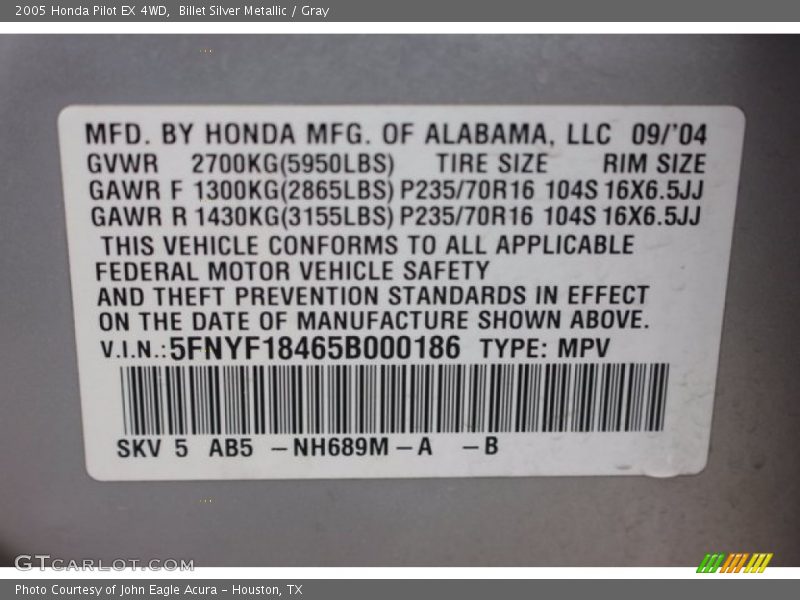 2005 Honda Pilot EX 4WD,  Billet Silver Metallic / Gray
MFD. BY HONDA MFG. OF ALABAMA, LLC 09/'04
GVWR 2700KG(5950LBS) TIRE SIZE RIM SIZE
GAWR F 1300KG(2865LBS) P235/70R16 104S 16X6.5JJ
GAWR R 1430KG(3155LBS) P235/70R16 104S 16X6.5JJ
THIS VEHICLE CONFORMS TO ALL APPLICABLE
FEDERAL MOTOR VEHICLE SAFETY
AND THEFT PREVENTION STANDARDS IN EFFECT
ON THE DATE OF MANUFACTURE SHOWN ABOVE.
V.I.N.: 5FNYF18465B000186 TYPE: MPV
SKV 5 AB5 -NH689M-A -B
GTCARLOT.COM
Photo Courtesy of John Eagle Acura - Houston, TX